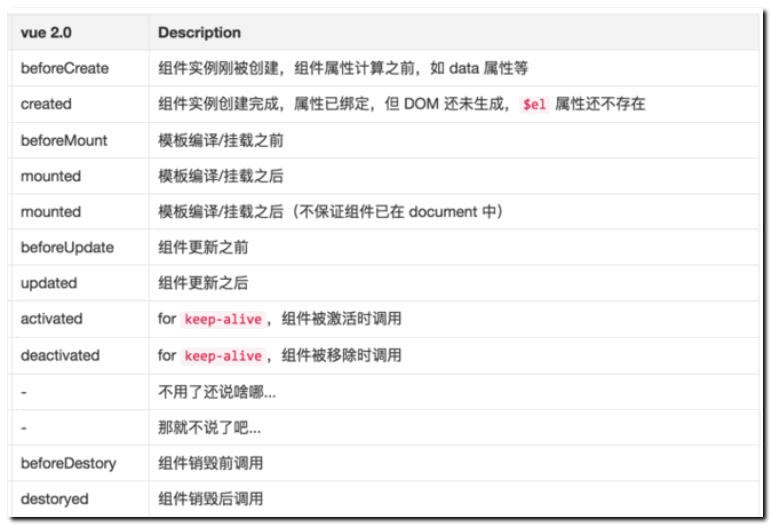 vue 2.0 Description
beforeCreate 组件实例刚被创建，组件属性计算之前，如 data 属性等
created 组件实例创建完成，属性已绑定，但 DOM 还未生成， $el 属性还不存在
beforeMount 模板编译/挂载之前
mounted 模板编译/挂载之后
mounted 模板编译/挂载之后（不保证组件已在 document 中）
beforeUpdate 组件更新之前
updated 组件更新之后
activated for keep-alive ，组件被激活时调用
deactivated for keep-alive ，组件被移除时调用
- 不用了还说啥哪...
- 那就不说了吧...
beforeDestory 组件销毁前调用
destoryed 组件销毁后调用